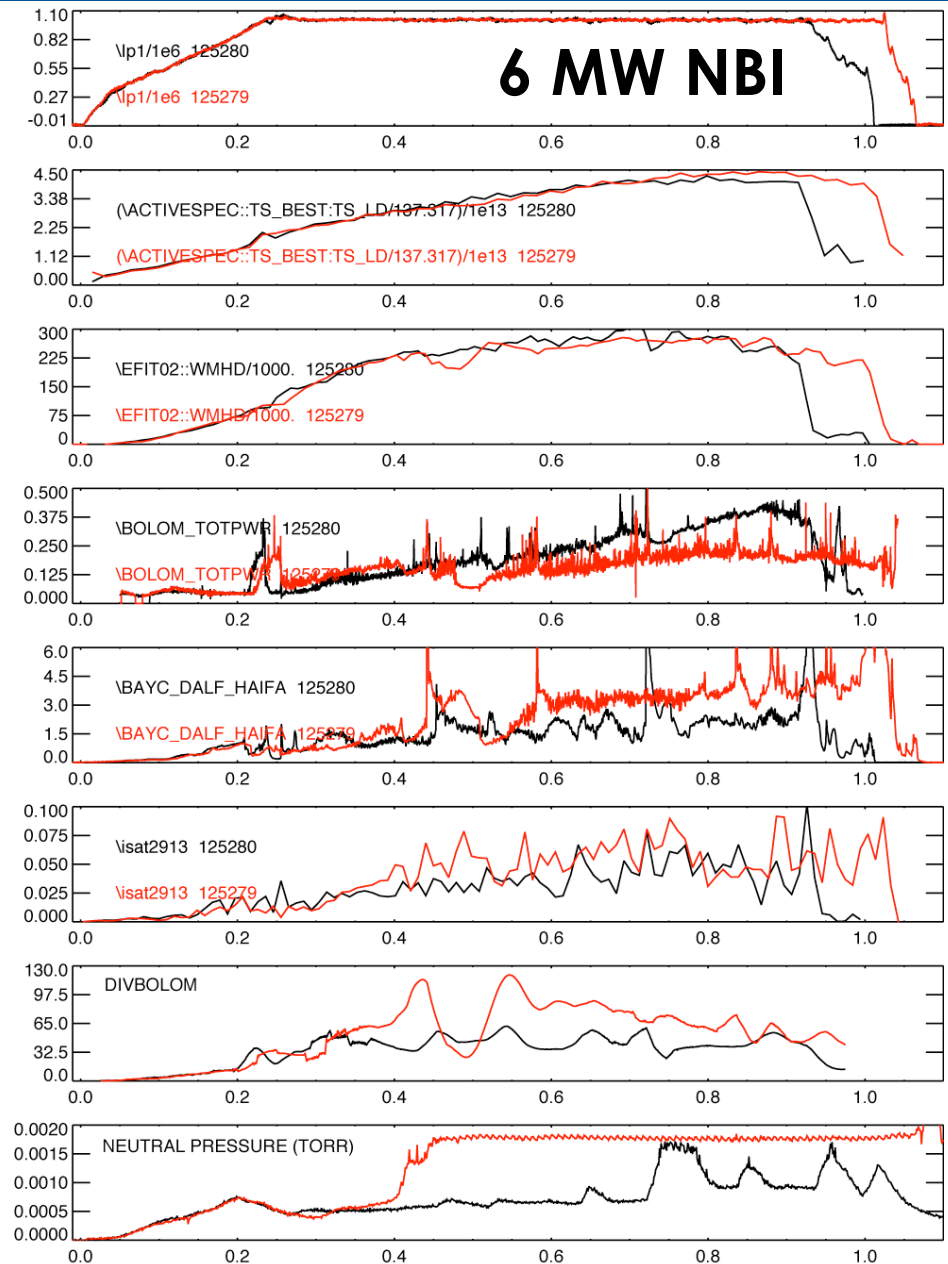 6 MW NBI
1.10
0.82
0.55
0.27
-0.01
\Ip1/1e6 125280
\Ip1/1e6 125279
0.0 0.2 0.4 0.6 0.8 1.0
4.50
3.38
2.25
1.12
0.00
(\ACTIVESPEC::TS_BEST:TS_LD/137.317)/1e13 125280
(\ACTIVESPEC::TS_BEST:TS_LD/137.317)/1e13 125279
0.0 0.2 0.4 0.6 0.8 1.0
300
225
150
75
0
\EFIT02::WMHD/1000. 125280
\EFIT02::WMHD/1000. 125279
0.0 0.2 0.4 0.6 0.8 1.0
0.500
0.375
0.250
0.125
0.000
\BOLOM_TOTPWR 125280
\BOLOM_TOTPWR 125279
0.0 0.2 0.4 0.6 0.8 1.0
6.0
4.5
3.0
1.5
0.0
\BAYC_DALF_HAIFA 125280
\BAYC_DALF_HAIFA 125279
0.0 0.2 0.4 0.6 0.8 1.0
0.100
0.075
0.050
0.025
0.000
\isat2913 125280
\isat2913 125279
0.0 0.2 0.4 0.6 0.8 1.0
130.0
97.5
65.0
32.5
0.0
DIVBOLOM
0.0 0.2 0.4 0.6 0.8 1.0
0.0020
0.0015
0.0005
0.0000
NEUTRAL PRESSURE (TORR)
0.0 0.2 0.4 0.6 0.8 1.0